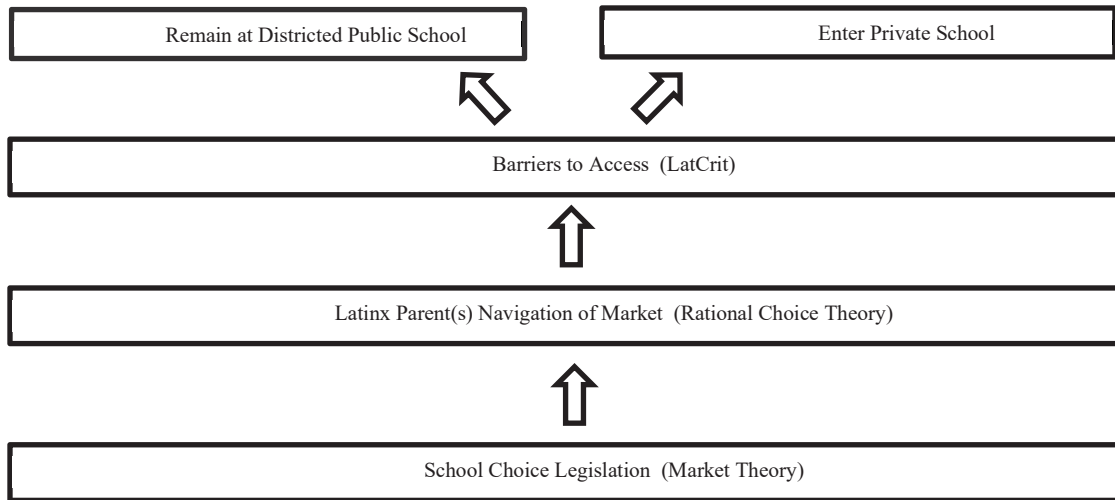 Remain at Districted Public School
Enter Private School
Barriers to Access (LatCrit)
Latinx Parent(s) Navigation of Market (Rational Choice Theory)
School Choice Legislation (Market Theory)